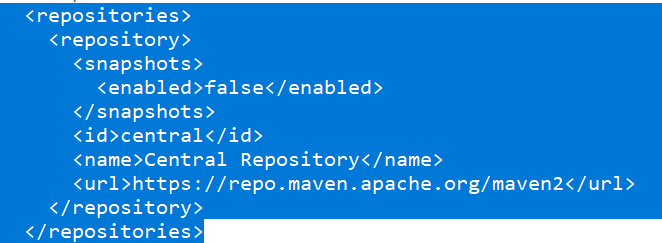 <repositories>
<repository>
<snapshots>
<enabled>false</enabled>
</snapshots>
<id>central</id>
<name>Central Repository</name>
<url>https://repo.maven.apache.org/maven2</url>
</repository>
</repositories>